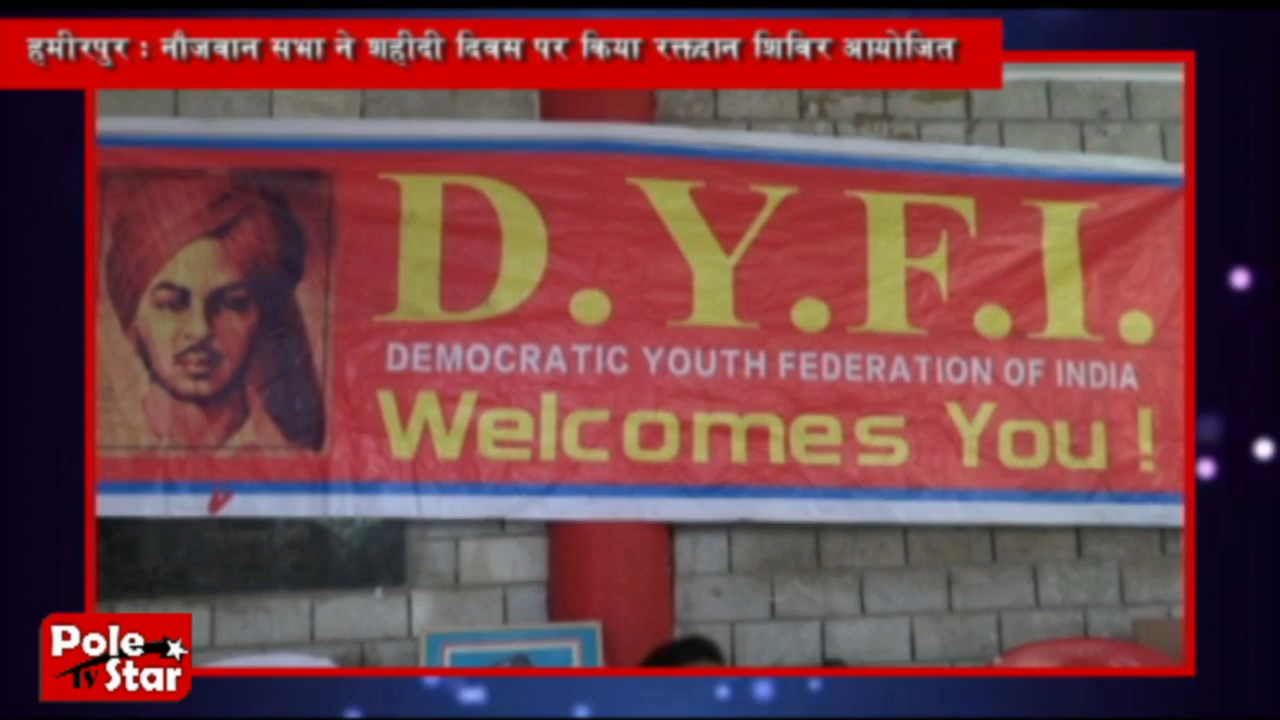 हमीरपुर : नौजवान सभा ने शहीदी दिवस पर किया रक्तदान शिविर आयोजित
D.Y.F.I.
DEMOCRATIC YOUTH FEDERATION OF INDIA
Welcomes You !
Pole
Tv Star